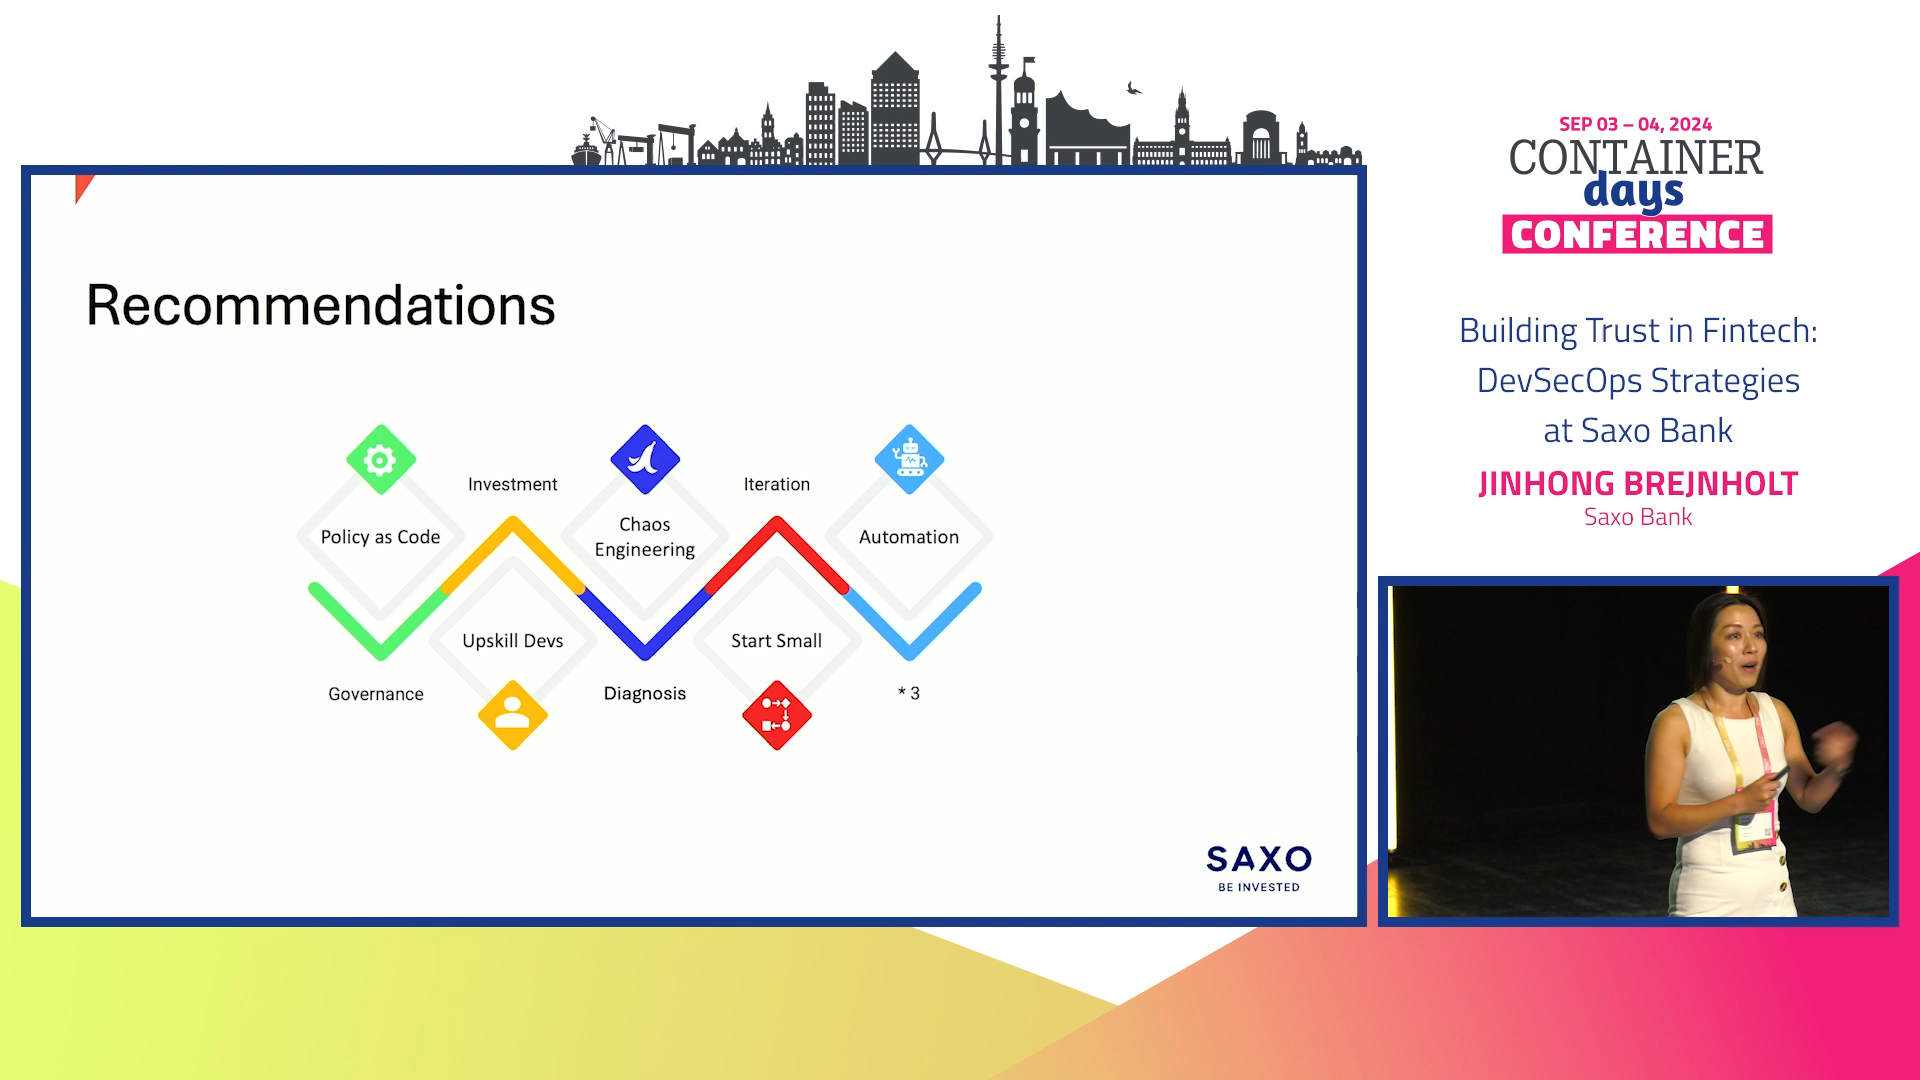 Recommendations
Policy as Code
Governance
Investment
Upskill Devs
Chaos
Engineering
Diagnosis
Iteration
Start Small
Automation
* 3
SAXO
BE INVESTED
SEP 03 – 04, 2024
CONTAINER
days
CONFERENCE
Building Trust in Fintech:
DevSecOps Strategies
at Saxo Bank
JINHONG BREJNHOLT
Saxo Bank